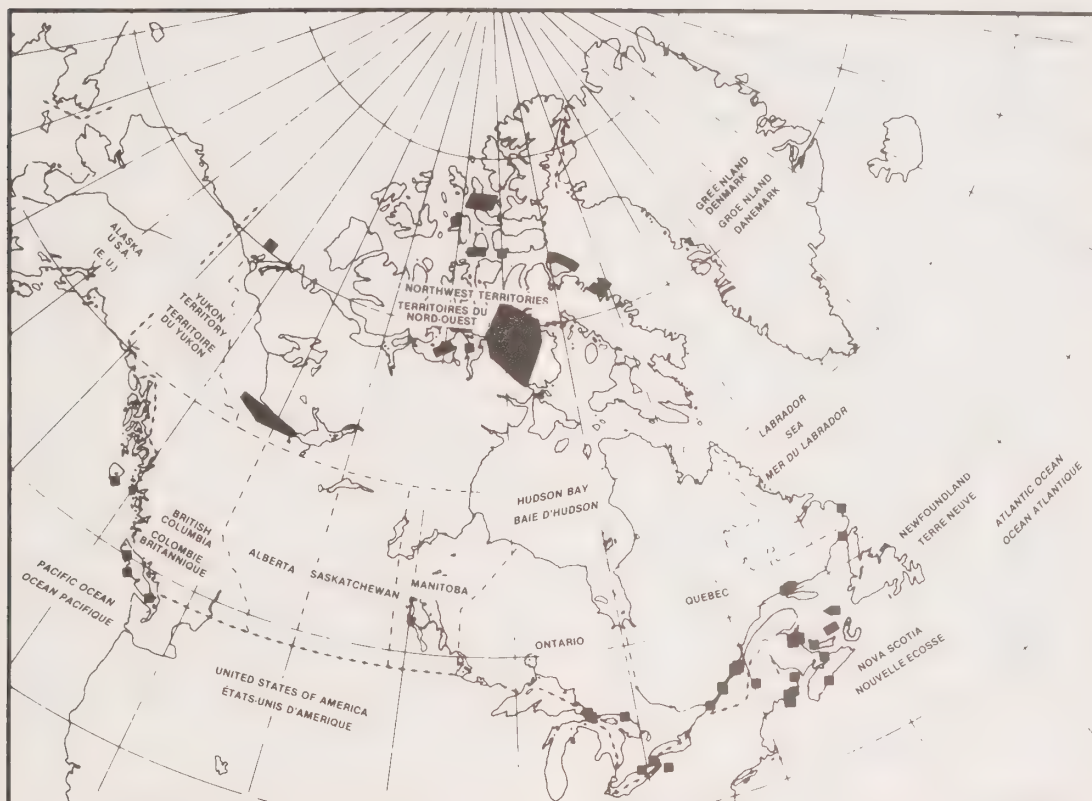 GREENLAND
DENMARK
GROENLAND
DANEMARK
ALASKA
U S A
(E. U.)
YUKON
TERRITORY
TERRITOIRE
DU YUKON
NORTHWEST TERRITORIES
TERRITOIRES DU
NORD-OUEST
LABRADOR
SEA
MER DU LABRADOR
HUDSON BAY
BAIE D'HUDSON
NEWFOUNDLAND
TERRE NEUVE
ATLANTIC OCEAN
OCEAN ATLANTIQUE
BRITISH
COLUMBIA
COLOMBIE
BRITANNIQUE
PACIFIC OCEAN
OCEAN PACIFIQUE
ALBERTA
SASKATCHEWAN
MANITOBA
QUEBEC
ONTARIO
NOVA SCOTIA
NOUVELLE ECOSSE
UNITED STATES OF AMERICA
ÉTATS-UNIS D'AMERIQUE